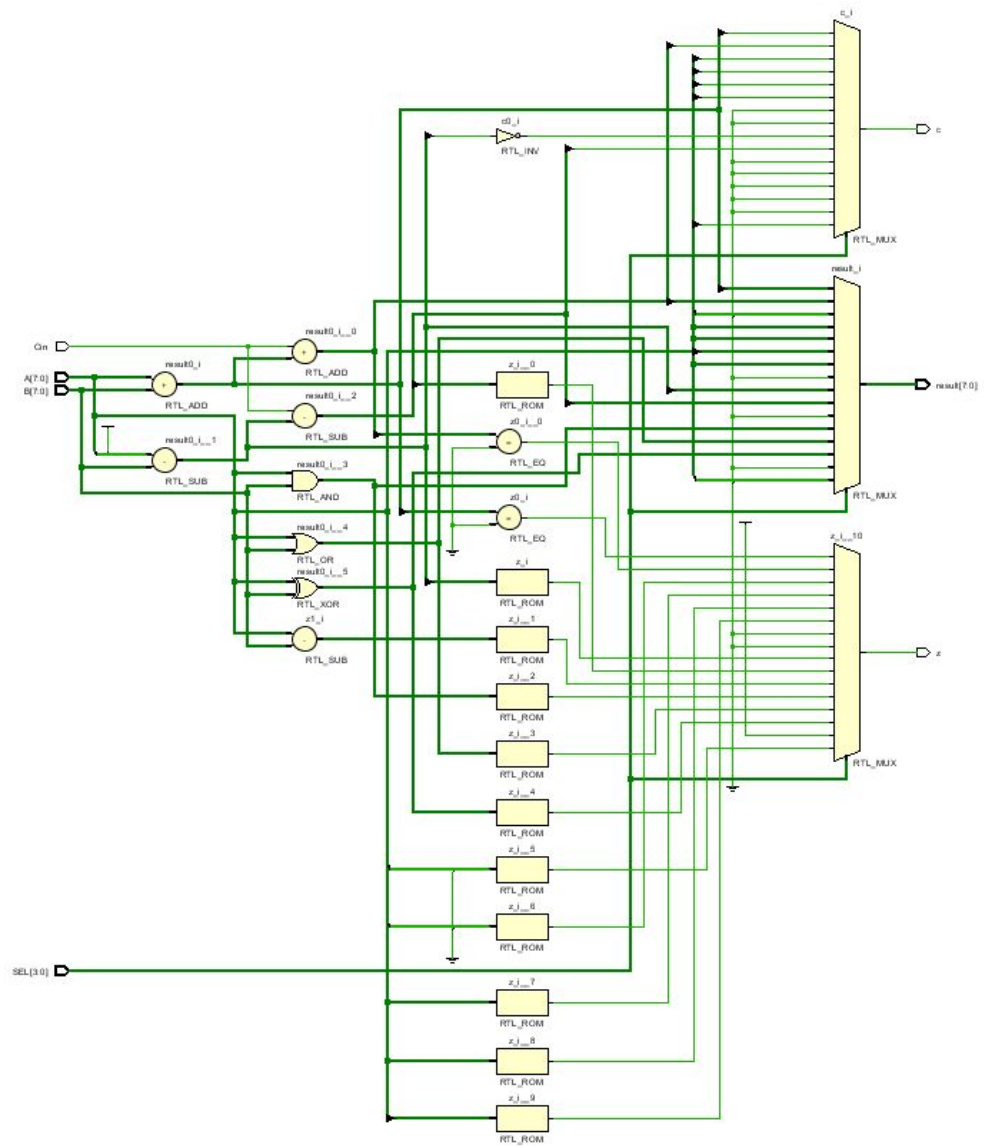 c_i
c0_i
RTL_INV
c
RTL_MUX
result_i
Cin
result0_i__0
RTL_ADD
result0_i
A[7:0]
B[7:0]
RTL_ADD
result0_i__2
RTL_SUB
z_i__0
RTL_ROM
result[7:0]
z0_i__0
RTL_EQ
result0_i__1
RTL_SUB
result0_i__3
RTL_AND
RTL_MUX
z0_i
RTL_EQ
result0_i__4
RTL_OR
z_i__10
z_i
RTL_ROM
result0_i__5
RTL_XOR
z1_i
RTL_SUB
z_i__1
RTL_ROM
z
z_i__2
RTL_ROM
z_i__3
RTL_ROM
RTL_MUX
z_i__4
RTL_ROM
z_i__5
RTL_ROM
z_i__6
RTL_ROM
SEL[3:0]
z_i__7
RTL_ROM
z_i__8
RTL_ROM
z_i__9
RTL_ROM